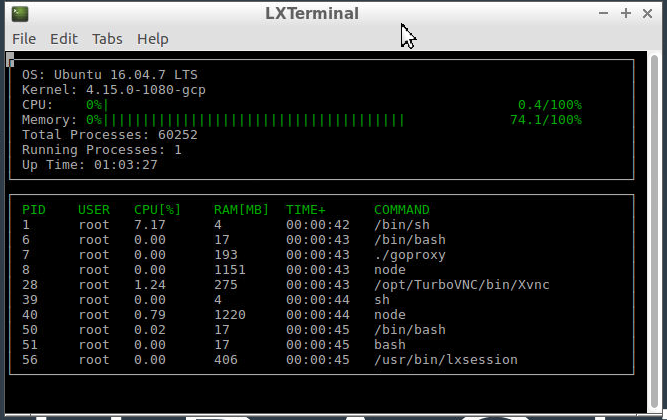 LXTerminal
File Edit Tabs Help
OS: Ubuntu 16.04.7 LTS
Kernel: 4.15.0-1080-gcp
CPU: 0%| 0.4/100%
Memory: 0%|||||||||||||||||||||||||||||||||||||| 74.1/100%
Total Processes: 60252
Running Processes: 1
Up Time: 01:03:27
PID USER CPU[%] RAM[MB] TIME+ COMMAND
1 root 7.17 4 00:00:42 /bin/sh
6 root 0.00 17 00:00:43 /bin/bash
7 root 0.00 193 00:00:43 ./goproxy
8 root 0.00 1151 00:00:43 node
28 root 1.24 275 00:00:43 /opt/TurboVNC/bin/Xvnc
39 root 0.00 4 00:00:44 sh
40 root 0.79 1220 00:00:44 node
50 root 0.02 17 00:00:45 /bin/bash
51 root 0.00 17 00:00:45 bash
56 root 0.00 406 00:00:45 /usr/bin/lxsession